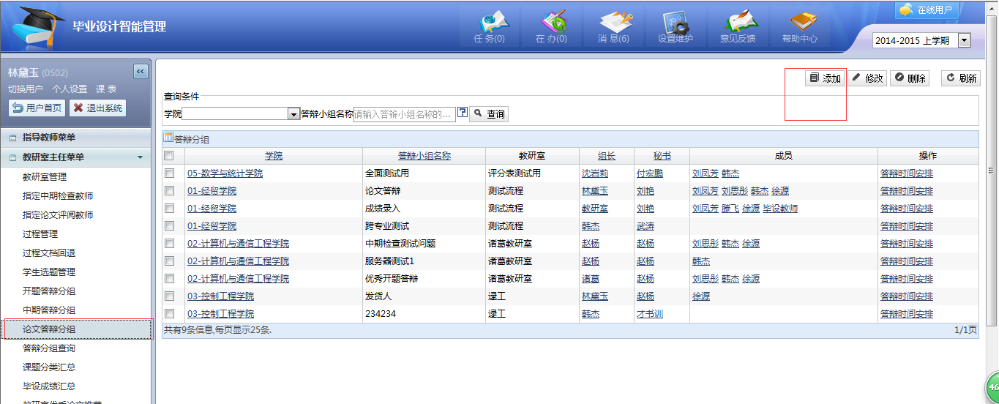 毕业设计智能管理
任 务(0) 在 办(0) 消 息(6) 设置维护 意见反馈 帮助中心
在线用户
2014-2015 上学期
林黛玉 (0502) <<
切换用户 个人设置 课 表
用户首页 退出系统
指导教师菜单
教研室主任菜单
教研室管理
指定中期检查教师
指定论文评阅教师
过程管理
过程文档回退
学生选题管理
开题答辩分组
中期答辩分组
论文答辩分组
答辩分组查询
课题分类汇总
毕设成绩汇总
添加 修改 删除 刷新
查询条件
学院 答辩小组名称 请输入答辩小组名称的... ? 查询
答辩分组
学院 答辩小组名称 教研室 组长 秘书 成员 操作
05-数学与统计学院 全面测试用 评分表测试用 沈岩莉 付宏鹏 刘凤芳 韩杰 答辩时间安排
01-经贸学院 论文答辩 测试流程 林黛玉 刘艳 刘凤芳 刘思彤 韩杰 徐源 答辩时间安排
01-经贸学院 成绩录入 测试流程 教研室 刘艳 刘凤芳 滕飞 徐源 毕设教师 答辩时间安排
01-经贸学院 跨专业测试 测试流程 韩杰 武涛 答辩时间安排
02-计算机与通信工程学院 中期检查测试问题 诸葛教研室 赵杨 赵杨 刘思彤 韩杰 徐源 答辩时间安排
02-计算机与通信工程学院 服务器测试1 诸葛教研室 赵杨 赵杨 韩杰 答辩时间安排
02-计算机与通信工程学院 优秀开题答辩 诸葛教研室 诸葛 赵杨 刘思彤 韩杰 徐源 答辩时间安排
03-控制工程学院 发货人 逯工 林黛玉 赵杨 徐源 答辩时间安排
03-控制工程学院 234234 逯工 韩杰 才书训 答辩时间安排
共有9条信息,每页显示25条. 1/1页
46